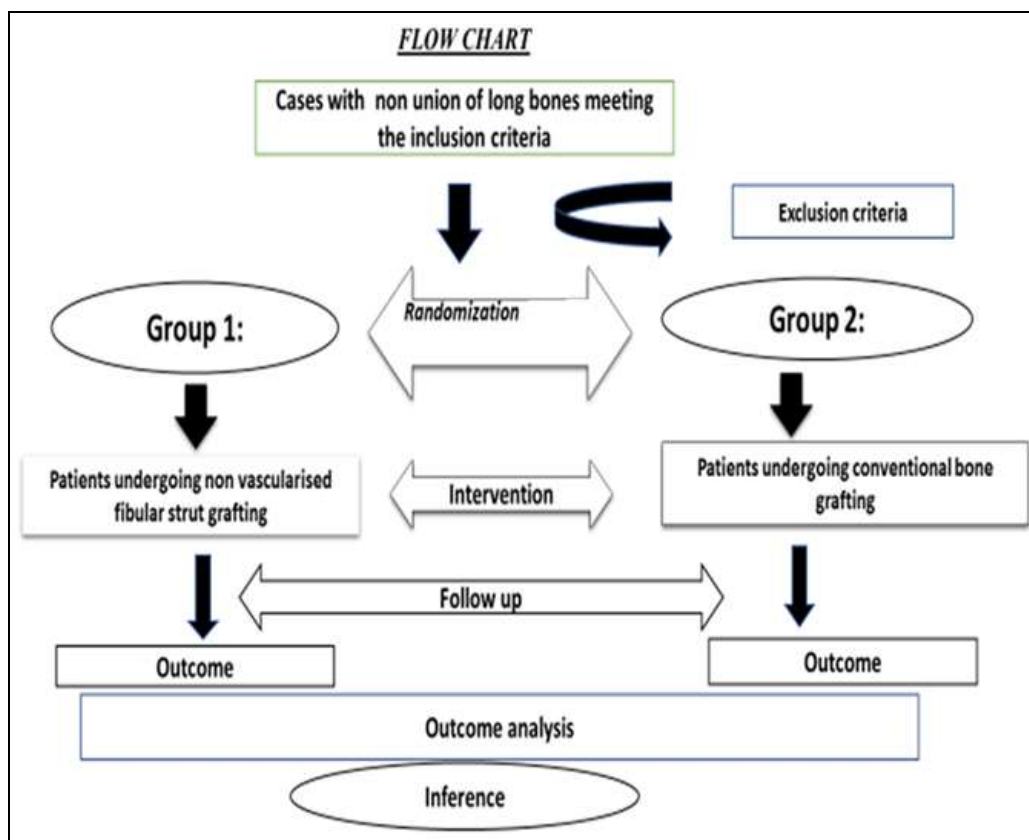 FLOW CHART
Cases with non union of long bones meeting
the inclusion criteria
Exclusion criteria
Randomization
Group 1:
Group 2:
Patients undergoing non vascularised
fibular strut grafting
Intervention
Patients undergoing conventional bone
grafting
Follow up
Outcome
Outcome
Outcome analysis
Inference